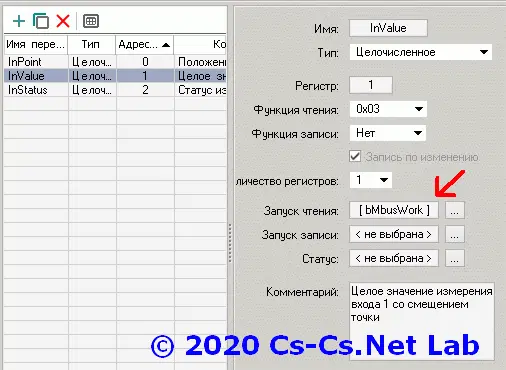 Имя пере...
Тип
Адрес...
Ко
InPoint
Целоч...
0
Положен
InValue
Целоч...
1
Целое зн
InStatus
Целоч...
2
Статус из
Имя:
InValue
Тип:
Целочисленное
Регистр:
1
Функция чтения:
0x03
Функция записи:
Нет
Запись по изменению
личество регистров:
1
Запуск чтения:
[ bMbusWork ]
...
Запуск записи:
< не выбрана >
...
Статус:
< не выбрана >
...
Комментарий:
Целое значение измерения
входа 1 со смещением
точки
© 2020 Cs-Cs.Net Lab